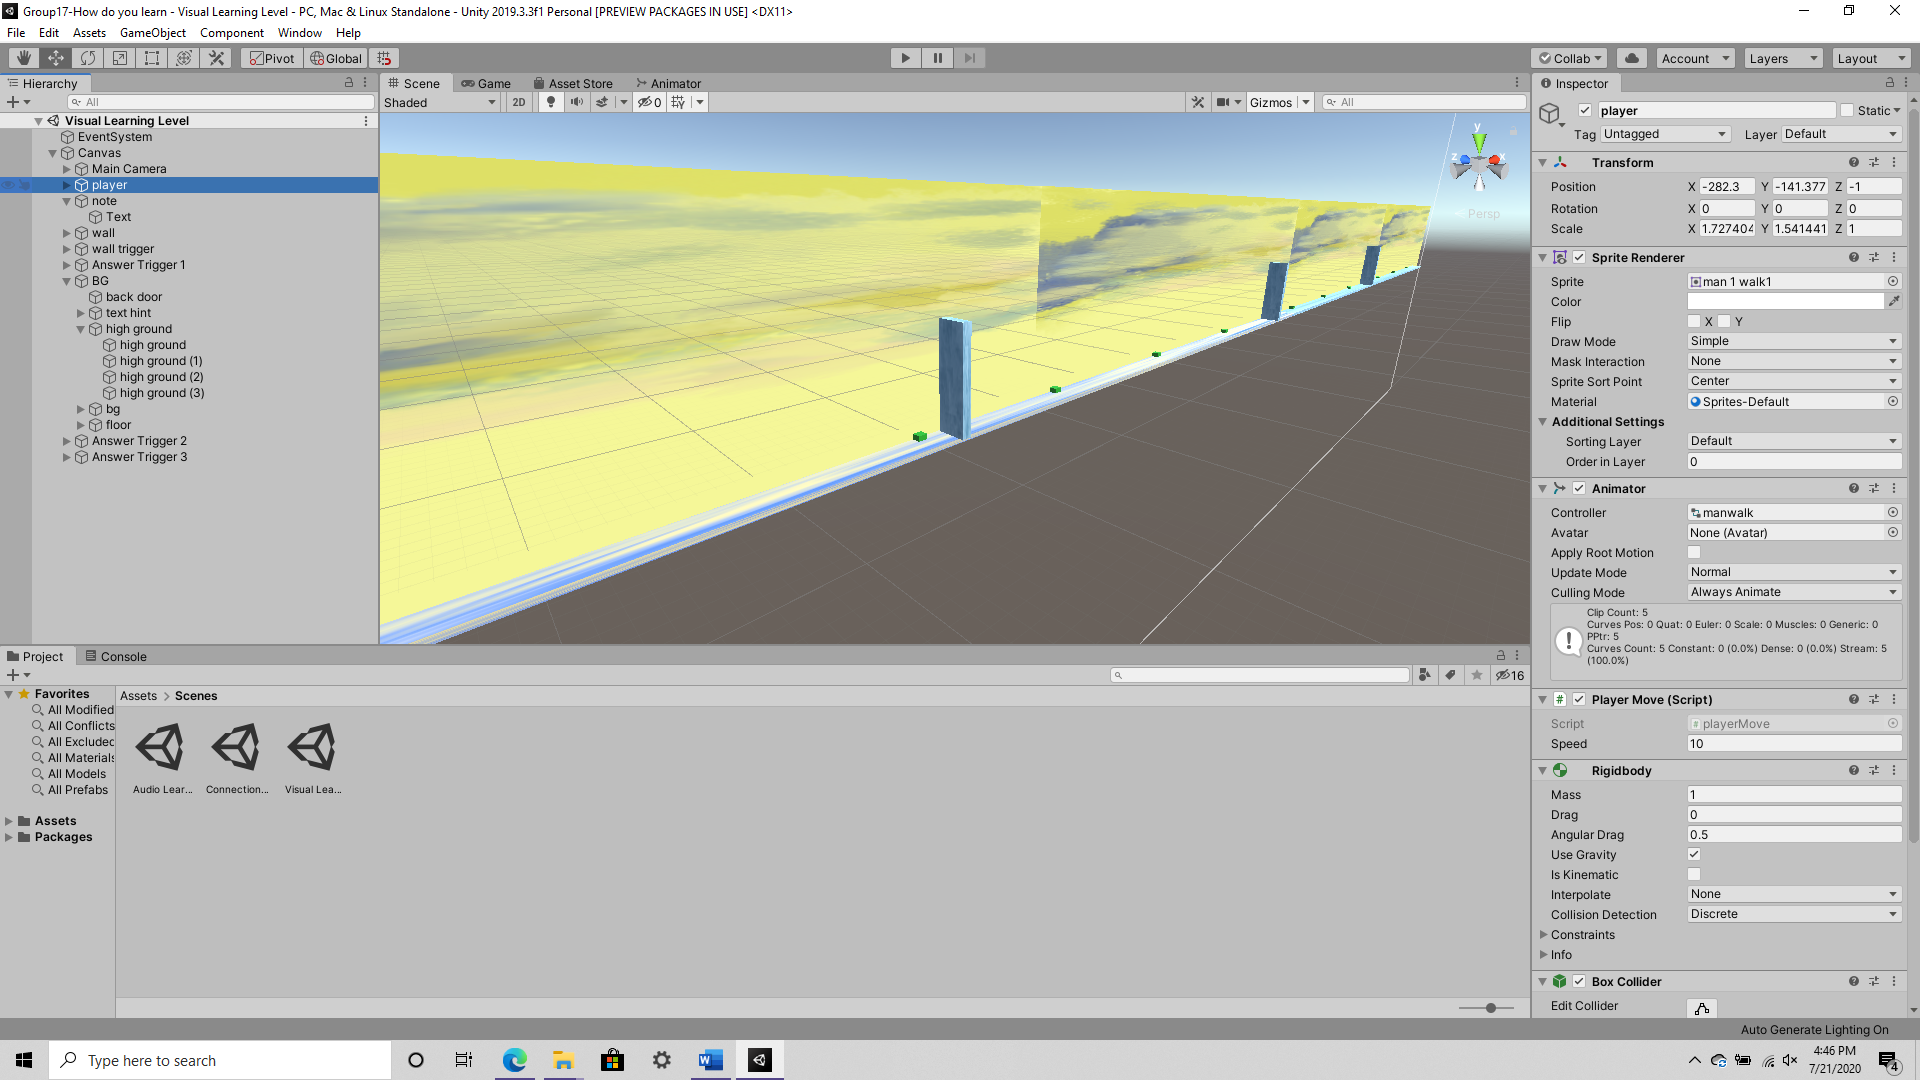 Group17-How do you learn - Visual Learning Level - PC, Mac & Linux Standalone - Unity 2019.3.3f1 Personal [PREVIEW PACKAGES IN USE] <DX11>
File Edit Assets GameObject Component Window Help
Pivot Global Collab Account Layers Layout
Hierarchy
All
Visual Learning Level
EventSystem
Canvas
Main Camera
player
note
Text
wall
wall trigger
Answer Trigger 1
BG
back door
text hint
high ground
high ground
high ground (1)
high ground (2)
high ground (3)
bg
floor
Answer Trigger 2
Answer Trigger 3
Scene Game Asset Store Animator
Shaded 2D 0 Gizmos All
y
z x
Persp
Inspector
player Static
Tag Untagged Layer Default
Transform
Position X -282.3 Y -141.377 Z -1
Rotation X 0 Y 0 Z 0
Scale X 1.727404 Y 1.541441 Z 1
Sprite Renderer
Sprite man 1 walk1
Color
Flip X Y
Draw Mode Simple
Mask Interaction None
Sprite Sort Point Center
Material Sprites-Default
Additional Settings
Sorting Layer Default
Order in Layer 0
Animator
Controller manwalk
Avatar None (Avatar)
Apply Root Motion
Update Mode Normal
Culling Mode Always Animate
Clip Count: 5
Curves Pos: 0 Quat: 0 Euler: 0 Scale: 0 Muscles: 0 Generic: 0
PPtr: 5
Curves Count: 5 Constant: 0 (0.0%) Dense: 0 (0.0%) Stream: 5
(100.0%)
Player Move (Script)
Script playerMove
Speed 10
Rigidbody
Mass 1
Drag 0
Angular Drag 0.5
Use Gravity
Is Kinematic
Interpolate None
Collision Detection Discrete
Constraints
Info
Box Collider
Edit Collider
Project Console
16
Favorites
All Modified
All Conflicts
All Excluded
All Materials
All Models
All Prefabs
Assets
Packages
Assets > Scenes
Audio Lear... Connection... Visual Lea...
Auto Generate Lighting On
Type here to search
4:46 PM
7/21/2020
4